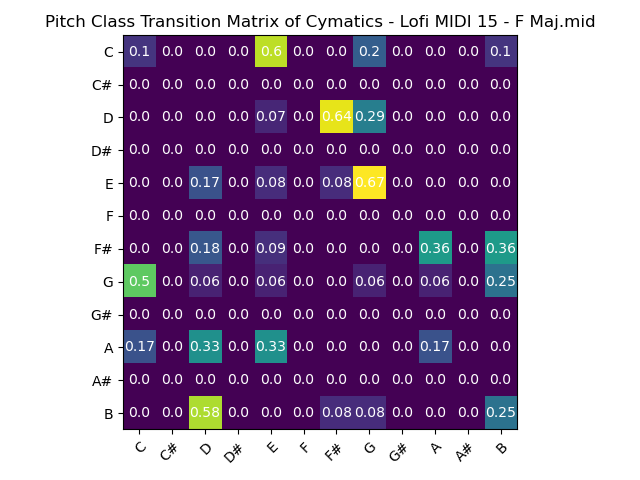 Pitch Class Transition Matrix of Cymatics - Lofi MIDI 15 - F Maj.mid
C 0.1 0.0 0.0 0.0 0.6 0.0 0.0 0.2 0.0 0.0 0.0 0.1
C# 0.0 0.0 0.0 0.0 0.0 0.0 0.0 0.0 0.0 0.0 0.0 0.0
D 0.0 0.0 0.0 0.0 0.07 0.0 0.64 0.29 0.0 0.0 0.0 0.0
D# 0.0 0.0 0.0 0.0 0.0 0.0 0.0 0.0 0.0 0.0 0.0 0.0
E 0.0 0.0 0.17 0.0 0.08 0.0 0.08 0.67 0.0 0.0 0.0 0.0
F 0.0 0.0 0.0 0.0 0.0 0.0 0.0 0.0 0.0 0.0 0.0 0.0
F# 0.0 0.0 0.18 0.0 0.09 0.0 0.0 0.0 0.0 0.36 0.0 0.36
G 0.5 0.0 0.06 0.0 0.06 0.0 0.0 0.06 0.0 0.06 0.0 0.25
G# 0.0 0.0 0.0 0.0 0.0 0.0 0.0 0.0 0.0 0.0 0.0 0.0
A 0.17 0.0 0.33 0.0 0.33 0.0 0.0 0.0 0.0 0.17 0.0 0.0
A# 0.0 0.0 0.0 0.0 0.0 0.0 0.0 0.0 0.0 0.0 0.0 0.0
B 0.0 0.0 0.58 0.0 0.0 0.0 0.08 0.08 0.0 0.0 0.0 0.25
C C# D D# E F F# G G# A A# B